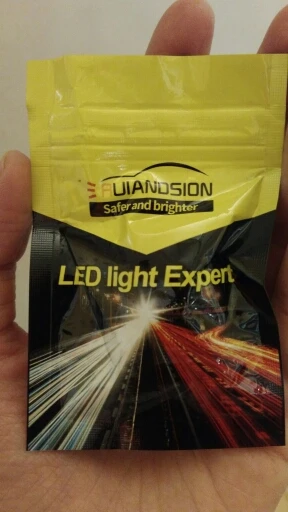 RUIANDSION
Safer and brighter
LED light Expert